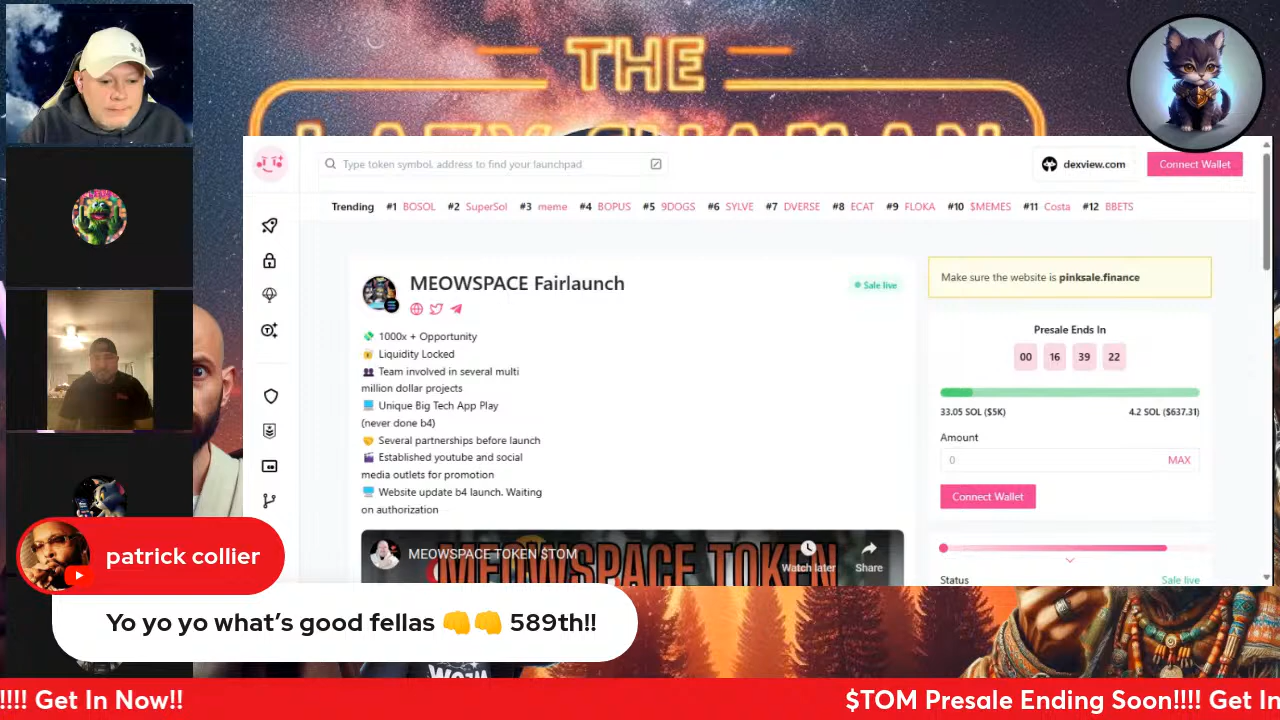 THE
LAZY SHAMAN
Type token symbol, address to find your launchpad
dexview.com
Connect Wallet
Trending #1 BOSOL #2 SuperSol #3 meme #4 BOPUS #5 9DOGS #6 SYLVE #7 DVERSE #8 ECAT #9 FLOKA #10 $MEMES #11 Costa #12 BBETS
MEOWSPACE Fairlaunch
Sale live
Make sure the website is pinksale.finance
1000x + Opportunity
Liquidity Locked
Team involved in several multi
million dollar projects
Unique Big Tech App Play
(never done b4)
Several partnerships before launch
Established youtube and social
media outlets for promotion
Website update b4 launch. Waiting
on authorization
Presale Ends In
00 16 39 22
33.05 SOL ($5K) 4.2 SOL ($637.31)
Amount
0 MAX
Connect Wallet
Status Sale live
MEOWSPACE TOKEN $TOM
Watch later
Share
MEOWSPACE TOKEN
patrick collier
Yo yo yo what's good fellas 👊👊 589th!!
!!!! Get In Now!! $TOM Presale Ending Soon!!!! Get In